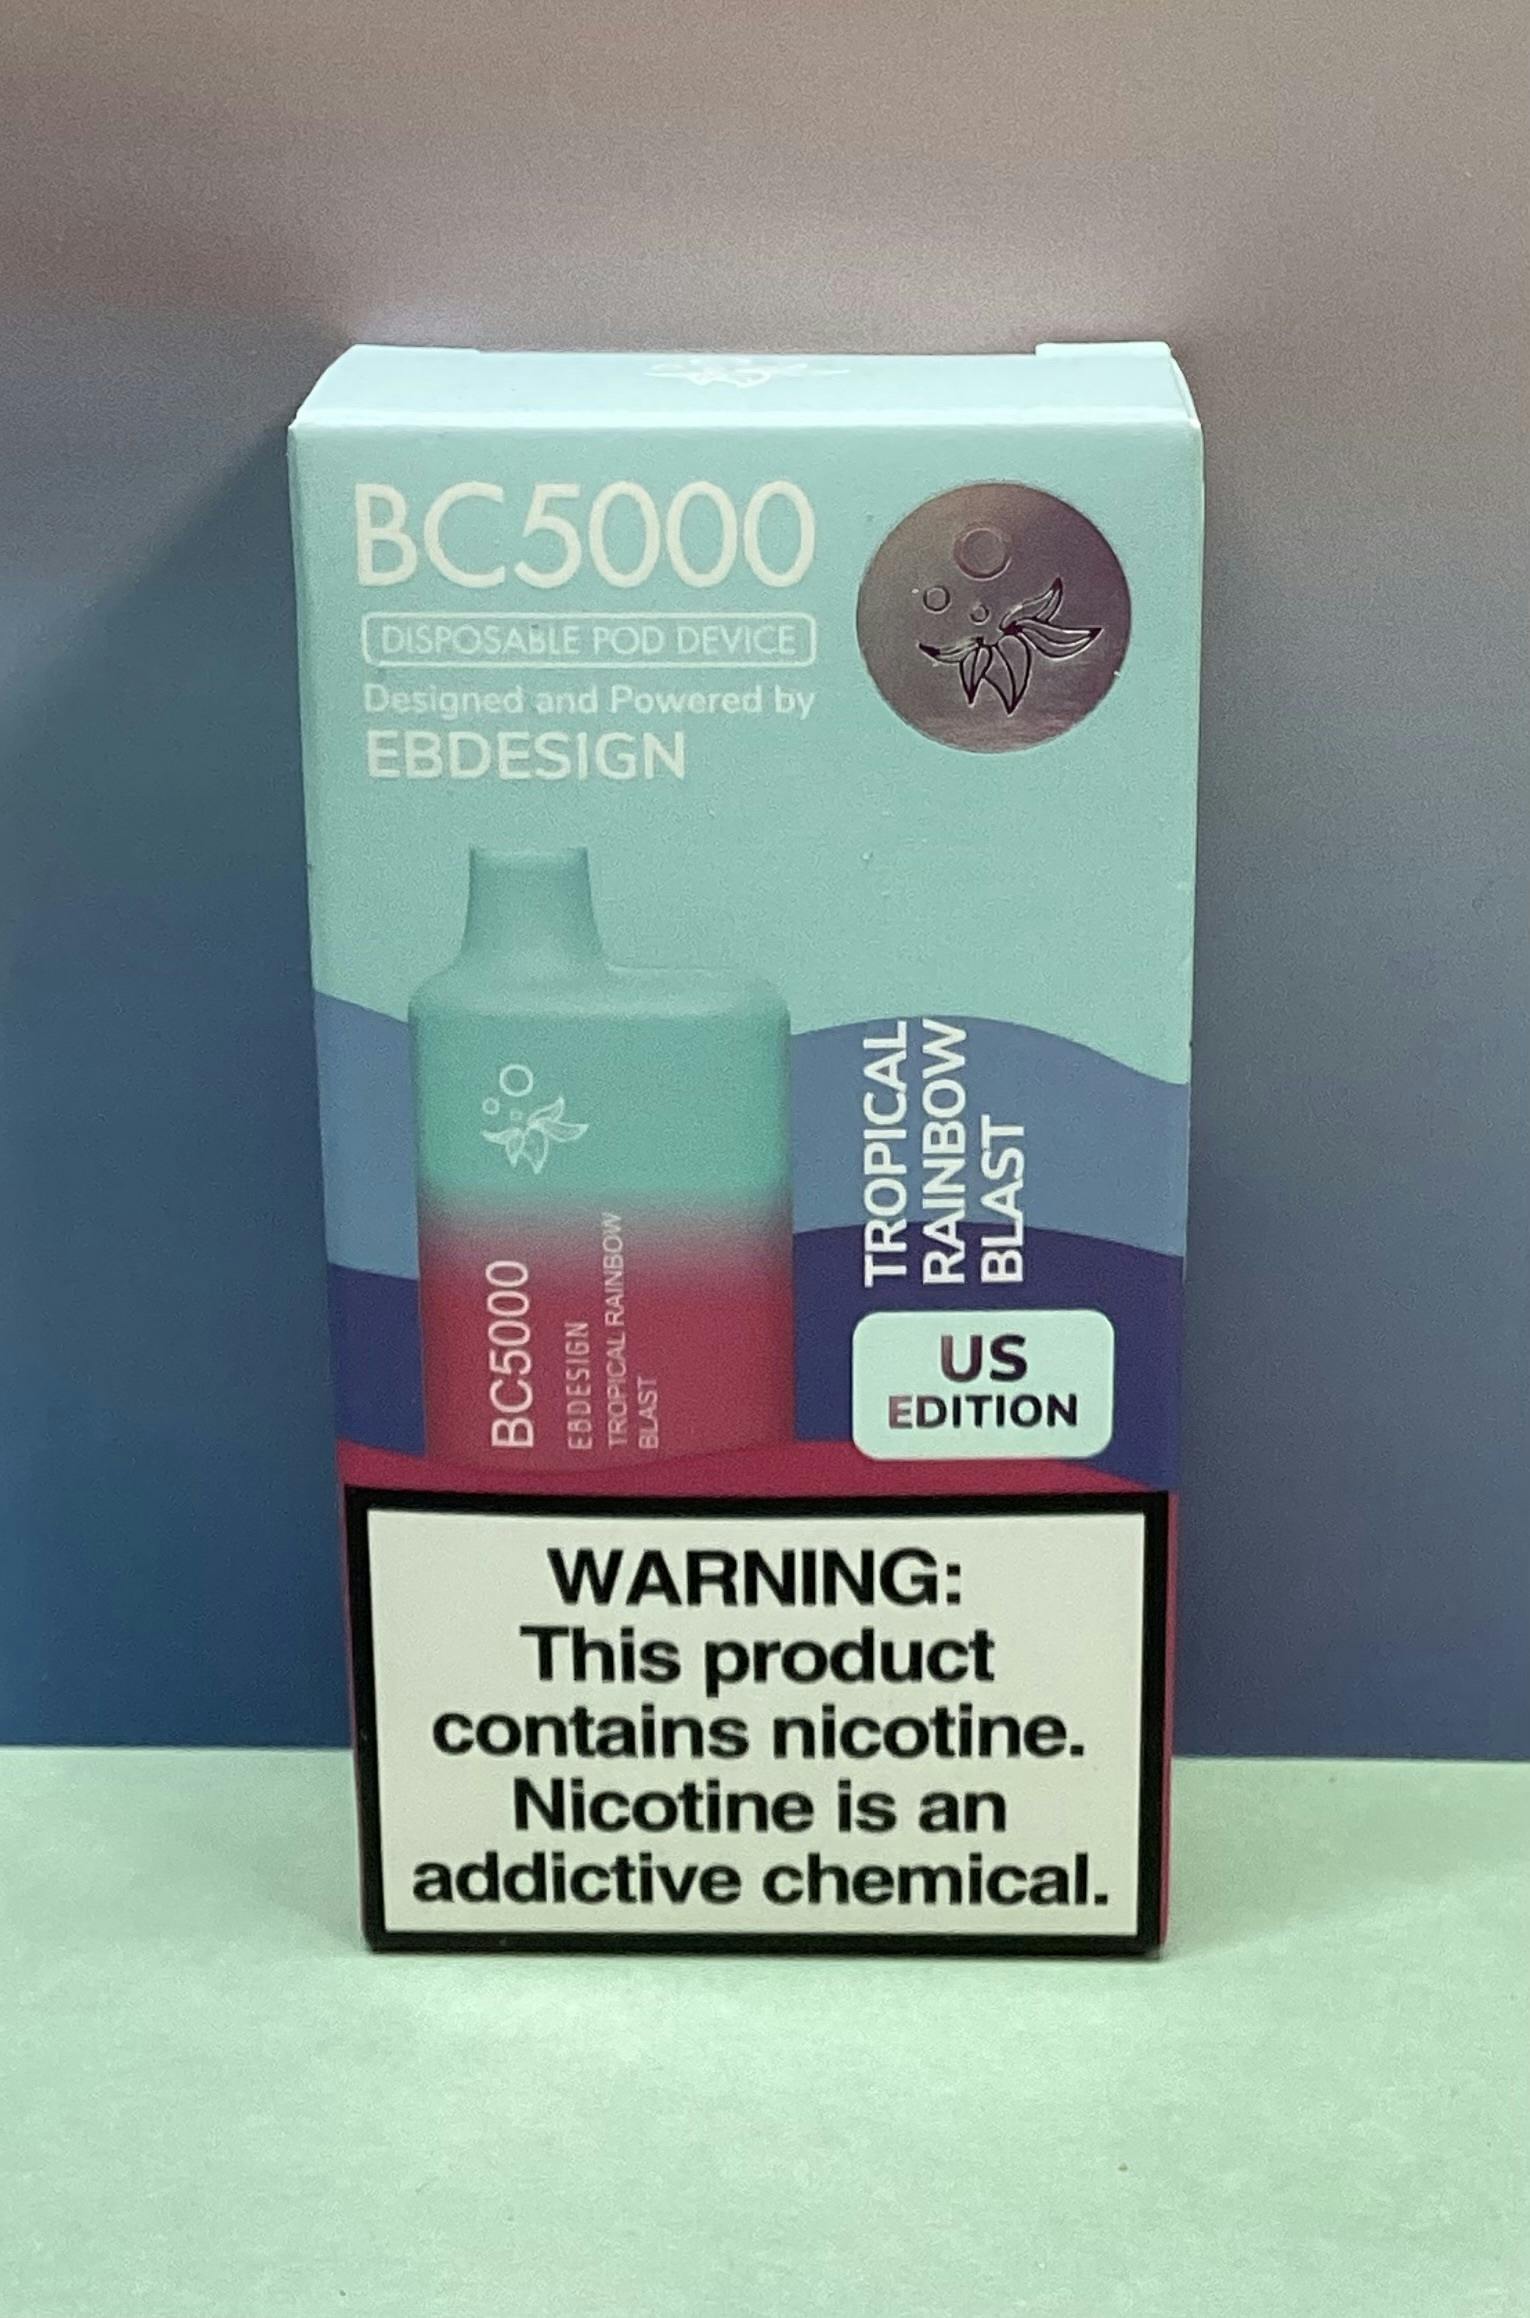 BC5000
DISPOSABLE POD DEVICE
Designed and Powered by
EBDESIGN
BC5000
EBDESIGN
TROPICAL RAINBOW
BLAST
TROPICAL
RAINBOW
BLAST
US
EDITION
WARNING:
This product
contains nicotine.
Nicotine is an
addictive chemical.